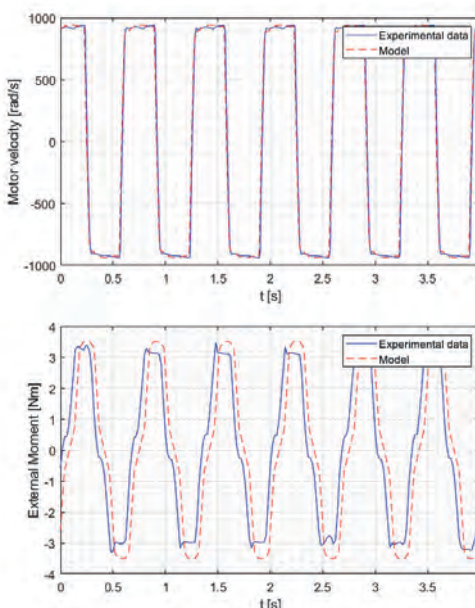 1000
500
0
-500
-1000
Motor velocity [rad/s]
Experimental data
Model
0 0.5 1 1.5 2 2.5 3 3.5
t [s]
4
3
2
1
0
-1
-2
-3
-4
External Moment [Nm]
Experimental data
Model
0 0.5 1 1.5 2 2.5 3 3.5
t [s]